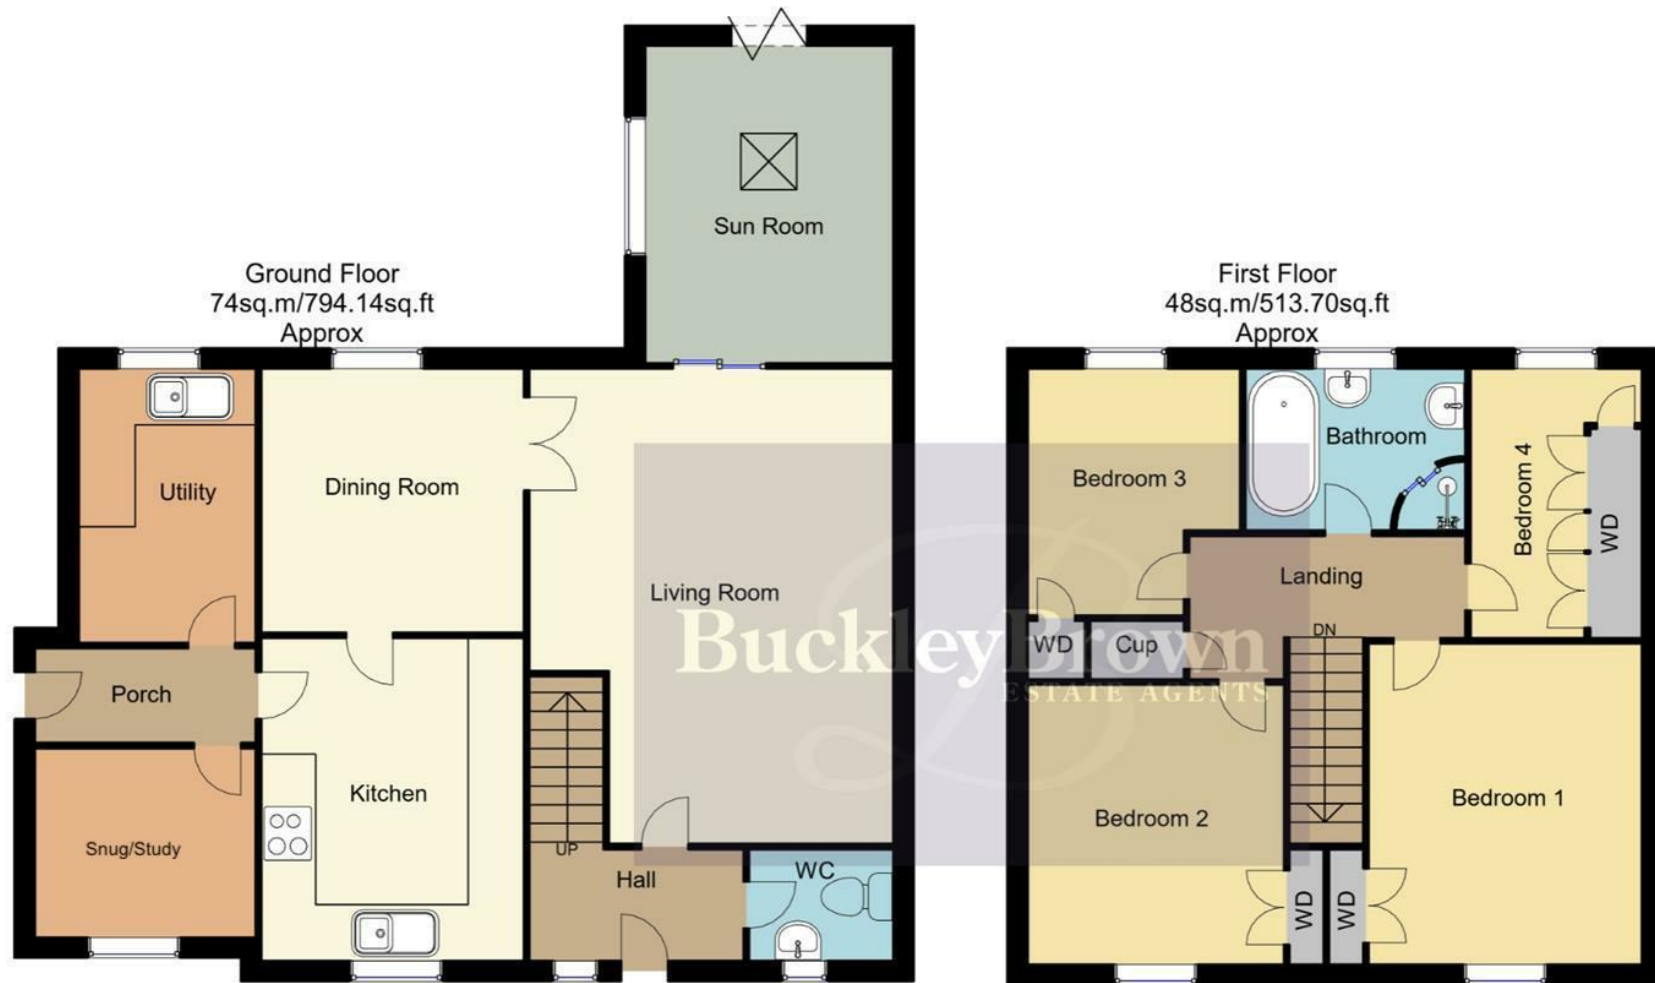 Sun Room
Ground Floor
74sq.m/794.14sq.ft
Approx
First Floor
48sq.m/513.70sq.ft
Approx
Utility
Dining Room
Living Room
Porch
Kitchen
Snug/Study
UP
Hall
WC
Bedroom 3
Bathroom
Bedroom 4
WD
Landing
DN
WD
Cup
BuckleyBrown
ESTATE AGENTS
Bedroom 2
Bedroom 1
WD
WD